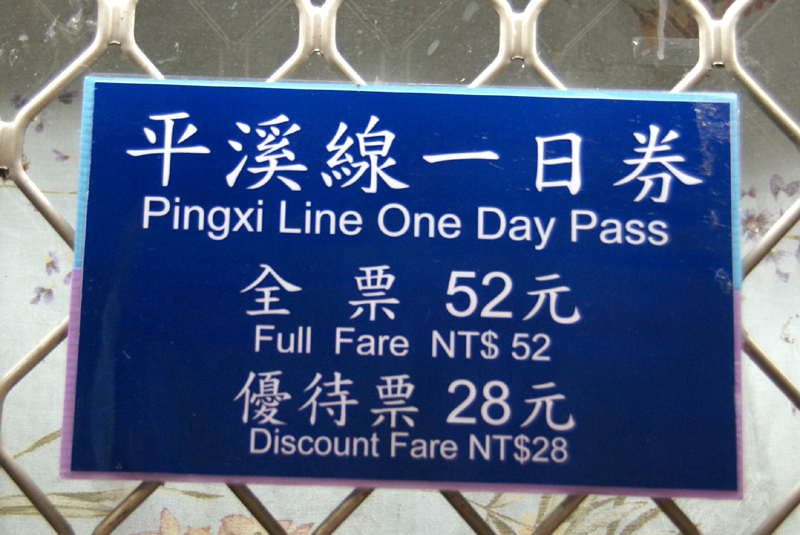 平溪線一日券
Pingxi Line One Day Pass
全 票 52元
Full Fare NT$ 52
優待票 28元
Discount Fare NT$28